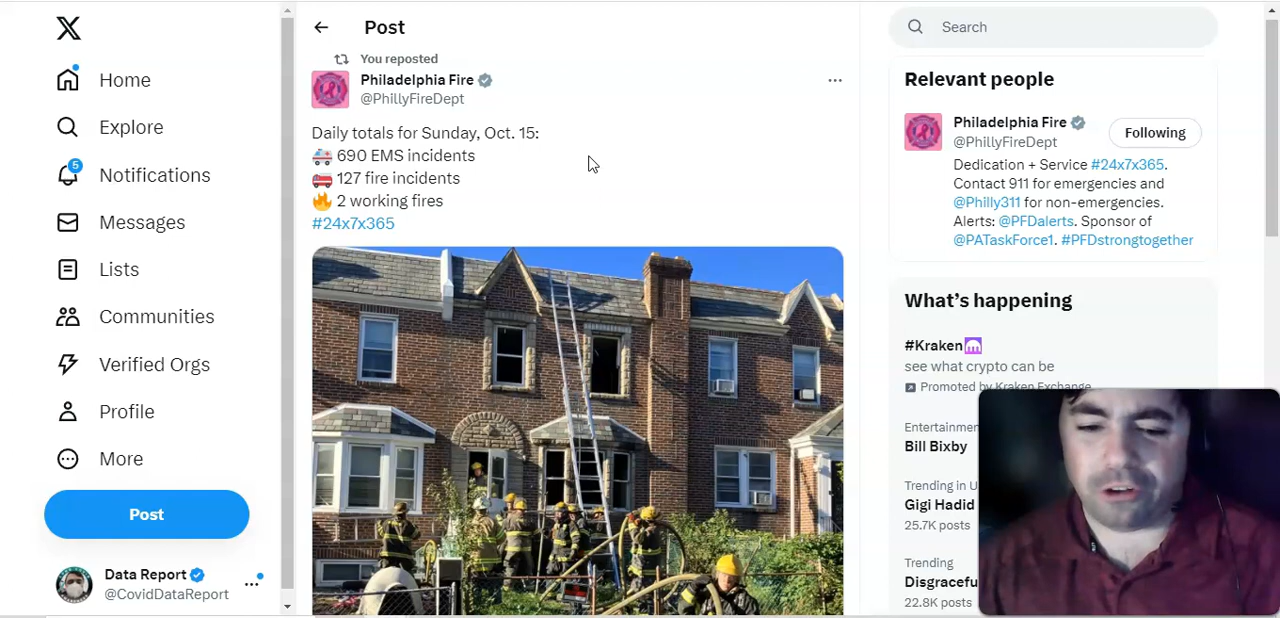 Home
Explore
5
Notifications
Messages
Lists
Communities
Verified Orgs
Profile
More
Post
Data Report
@CovidDataReport
Post
You reposted
Philadelphia Fire
@PhillyFireDept
Daily totals for Sunday, Oct. 15:
690 EMS incidents
127 fire incidents
2 working fires
#24x7x365
Search
Relevant people
Philadelphia Fire
@PhillyFireDept
Following
Dedication + Service #24x7x365.
Contact 911 for emergencies and
@Philly311 for non-emergencies.
Alerts: @PFDalerts. Sponsor of
@PATaskForce1. #PFDstrongtogether
What's happening
#Kraken
see what crypto can be
Promoted by Kraken Exchange
Entertainmen
Bill Bixby
Trending in U
Gigi Hadid
25.7K posts
Trending
Disgracefu
22.8K posts